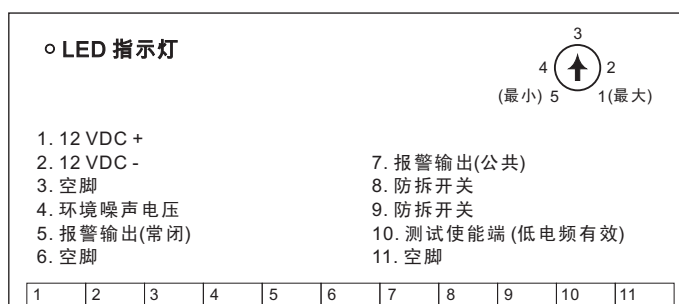 LED 指示灯
3
4 2
(最小) 5 1(最大)
1. 12 VDC +
2. 12 VDC -
3. 空脚
4. 环境噪声电压
5. 报警输出(常闭)
6. 空脚
7. 报警输出(公共)
8. 防拆开关
9. 防拆开关
10. 测试使能端 (低电频有效)
11. 空脚
1 2 3 4 5 6 7 8 9 10 11